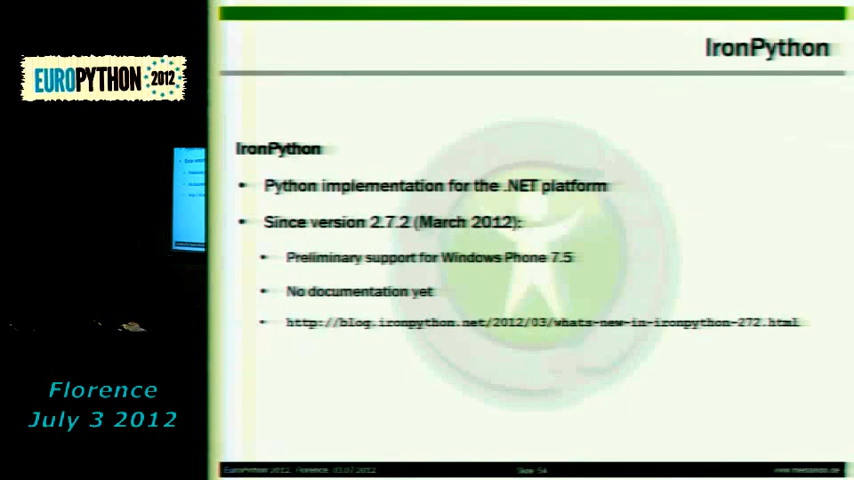 IronPython
EUROPYTHON 2012
IronPython
• Python implementation for the .NET platform
• Since version 2.7.2 (March 2012):
• Preliminary support for Windows Phone 7.5
• No documentation yet
• http://blog.ironpython.net/2012/03/whats-new-in-ironpython-272.html
Florence
July 3 2012
EuroPython 2012, Florence, 03.07.2012
Slide 54